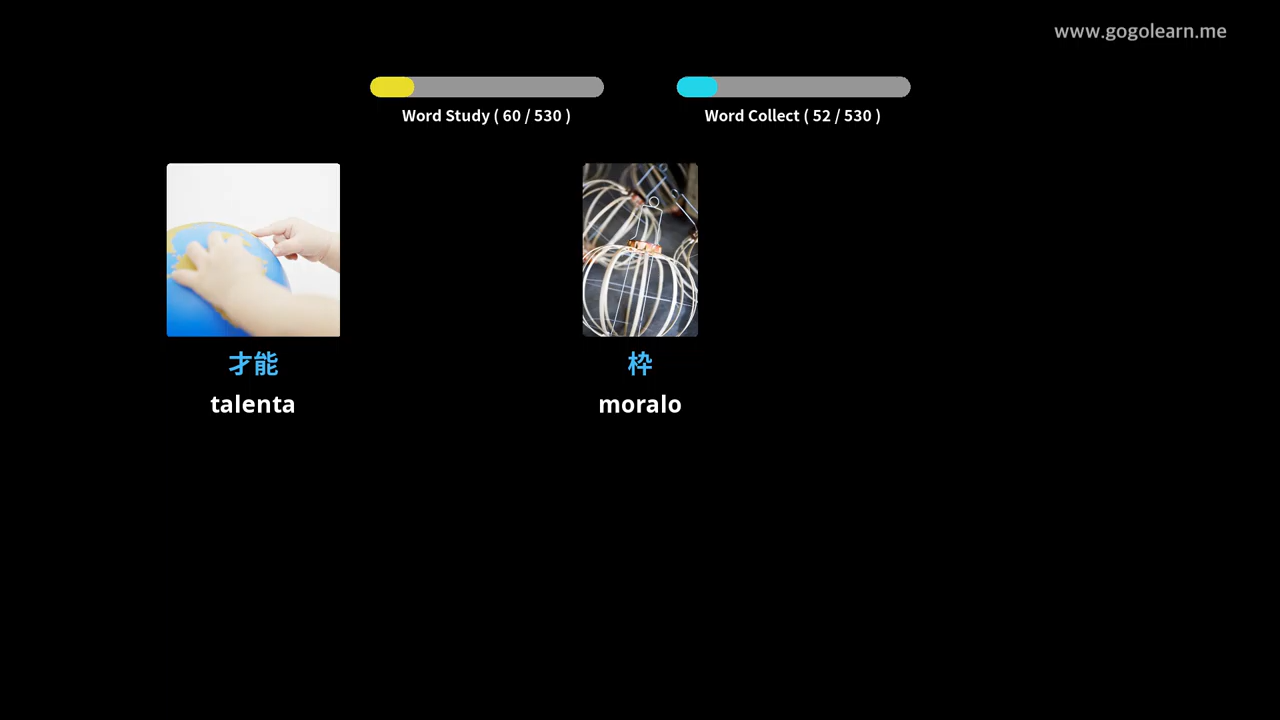 www.gogolearn.me
Word Study ( 60 / 530 )
Word Collect ( 52 / 530 )
才能
talenta
枠
moralo